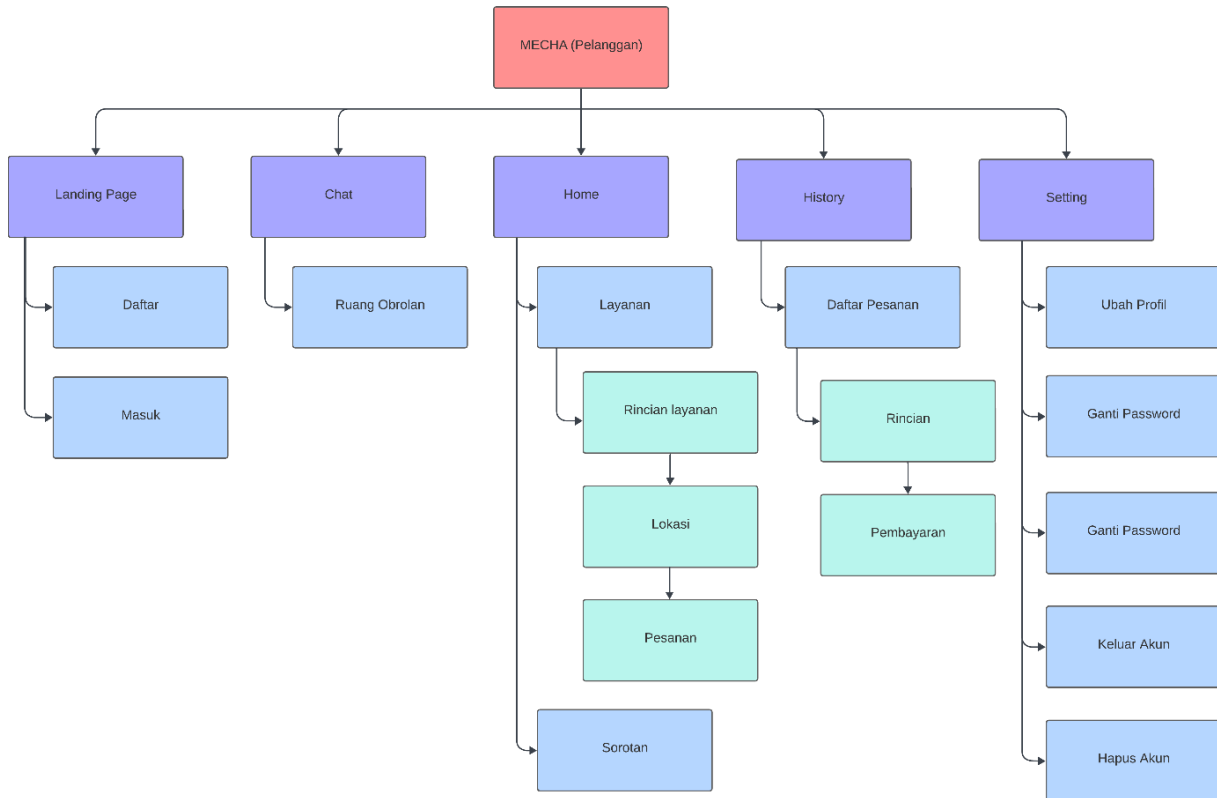 MECHA (Pelanggan)
Landing Page
Chat
Home
History
Setting
Daftar
Ruang Obrolan
Layanan
Daftar Pesanan
Ubah Profil
Masuk
Rincian layanan
Rincian
Ganti Password
Lokasi
Pembayaran
Ganti Password
Pesanan
Keluar Akun
Sorotan
Hapus Akun